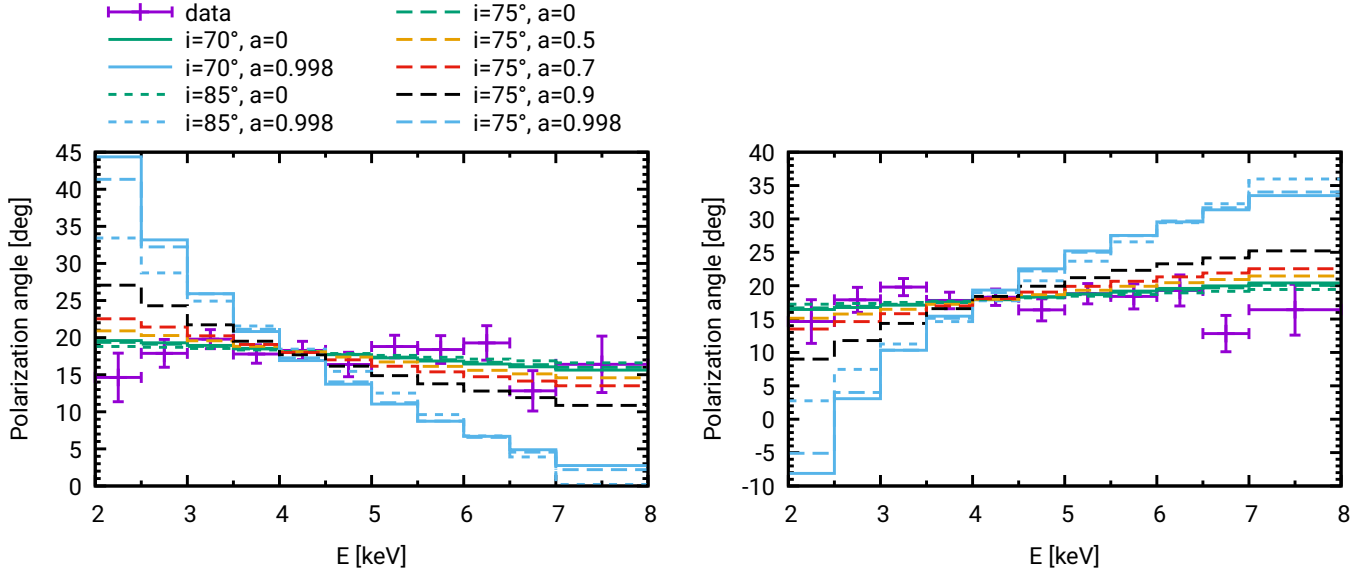 data
i=70°, a=0
i=70°, a=0.998
i=85°, a=0
i=85°, a=0.998
i=75°, a=0
i=75°, a=0.5
i=75°, a=0.7
i=75°, a=0.9
i=75°, a=0.998
Polarization angle [deg]
45
40
35
30
25
20
15
10
5
0
2 3 4 5 6 7 8
E [keV]
Polarization angle [deg]
40
35
30
25
20
15
10
5
0
-5
-10
2 3 4 5 6 7 8
E [keV]